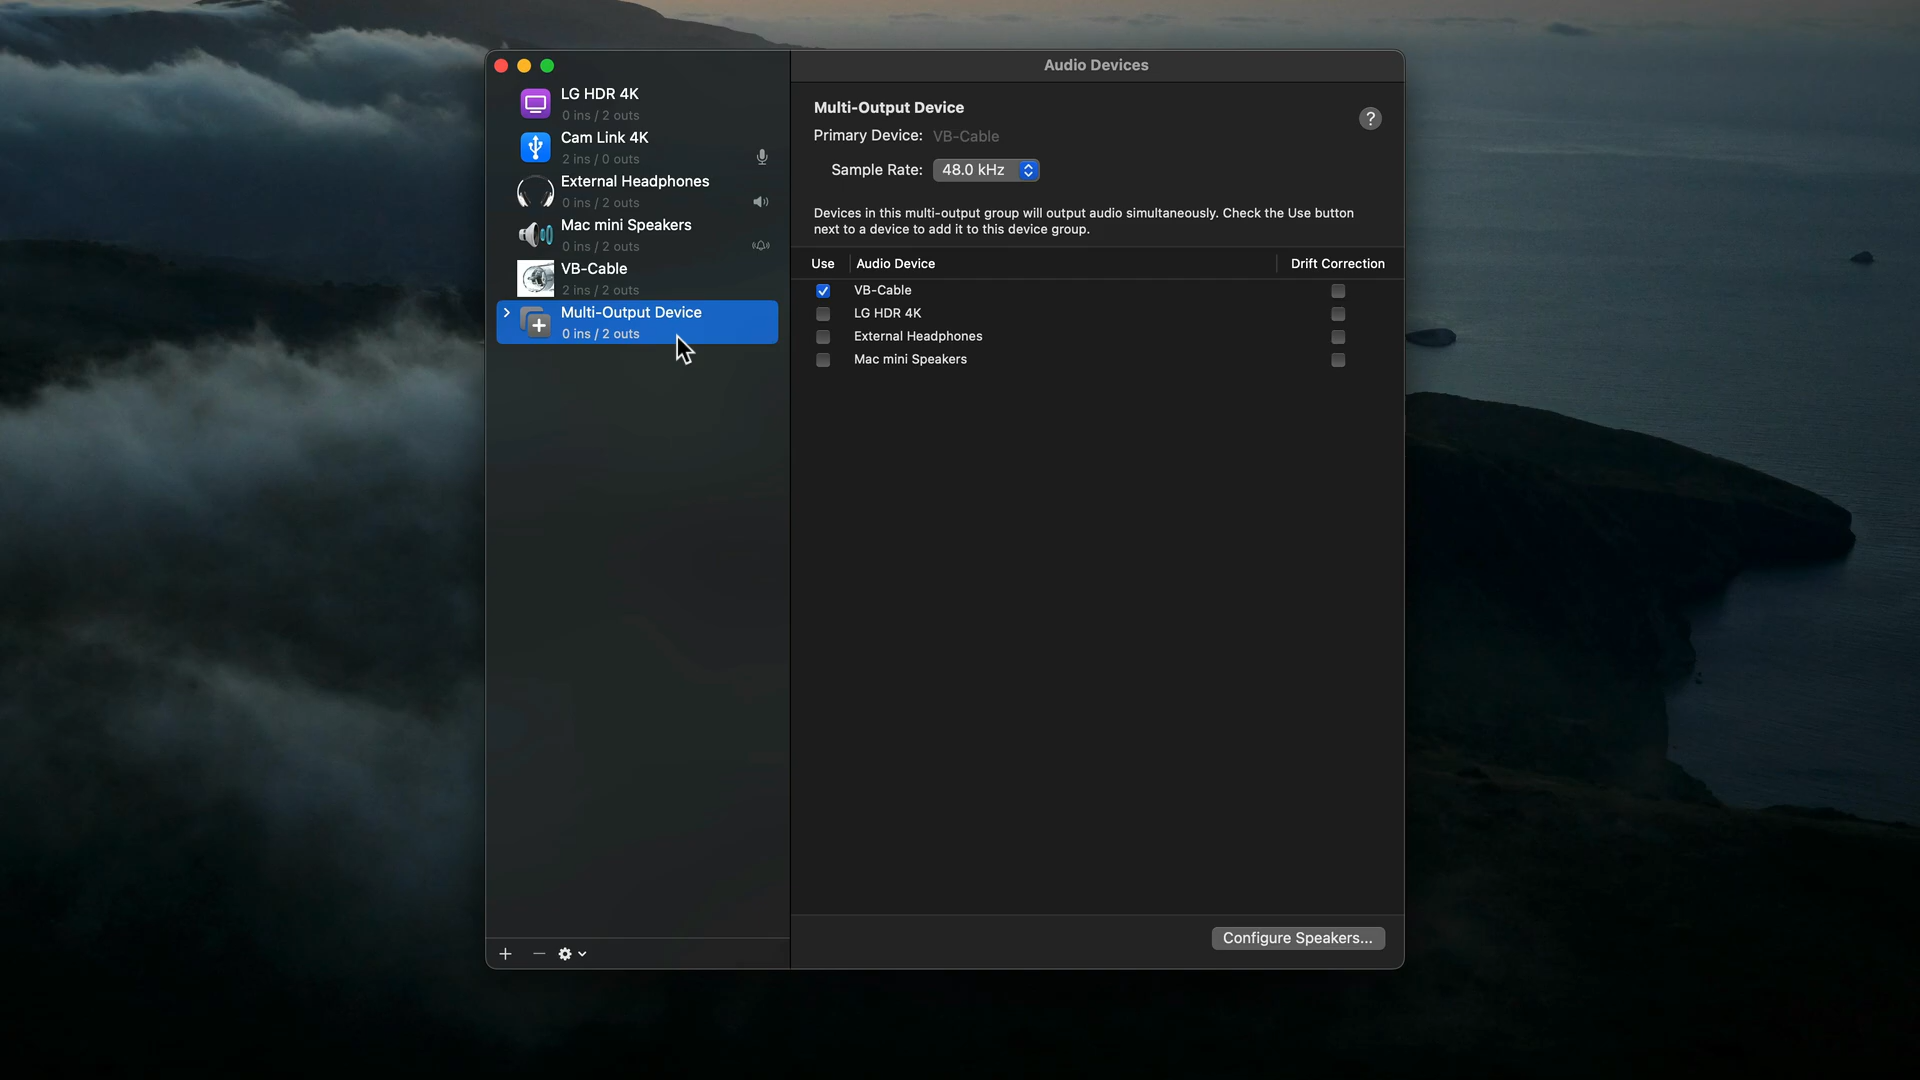 Audio Devices
LG HDR 4K
0 ins / 2 outs
Cam Link 4K
2 ins / 0 outs
External Headphones
0 ins / 2 outs
Mac mini Speakers
0 ins / 2 outs
VB-Cable
2 ins / 2 outs
Multi-Output Device
0 ins / 2 outs
Multi-Output Device
?
Primary Device: VB-Cable
Sample Rate: 48.0 kHz
Devices in this multi-output group will output audio simultaneously. Check the Use button
next to a device to add it to this device group.
Use Audio Device Drift Correction
VB-Cable
LG HDR 4K
External Headphones
Mac mini Speakers
Configure Speakers...